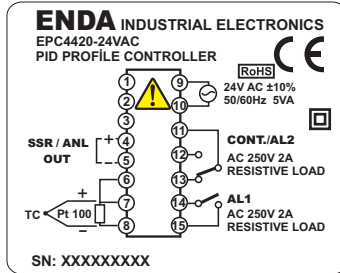 ENDA INDUSTRIAL ELECTRONICS
EPC4420-24VAC
PID PROFİLE CONTROLLER
RoHS
CE
1
2
3
4
5
6
7
8
9
10
11
12
13
14
15
24V AC ±10%
50/60Hz 5VA
SSR / ANL
OUT
+
-
CONT./AL2
AC 250V 2A
RESISTIVE LOAD
AL1
AC 250V 2A
RESISTIVE LOAD
+
TC
Pt 100
–
SN: XXXXXXXXX